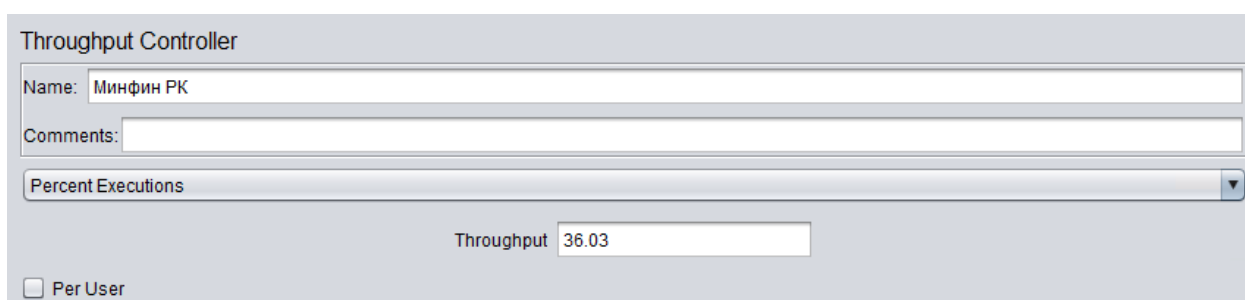 Throughput Controller
Name: Минфин РК
Comments:
Percent Executions
Throughput 36.03
Per User